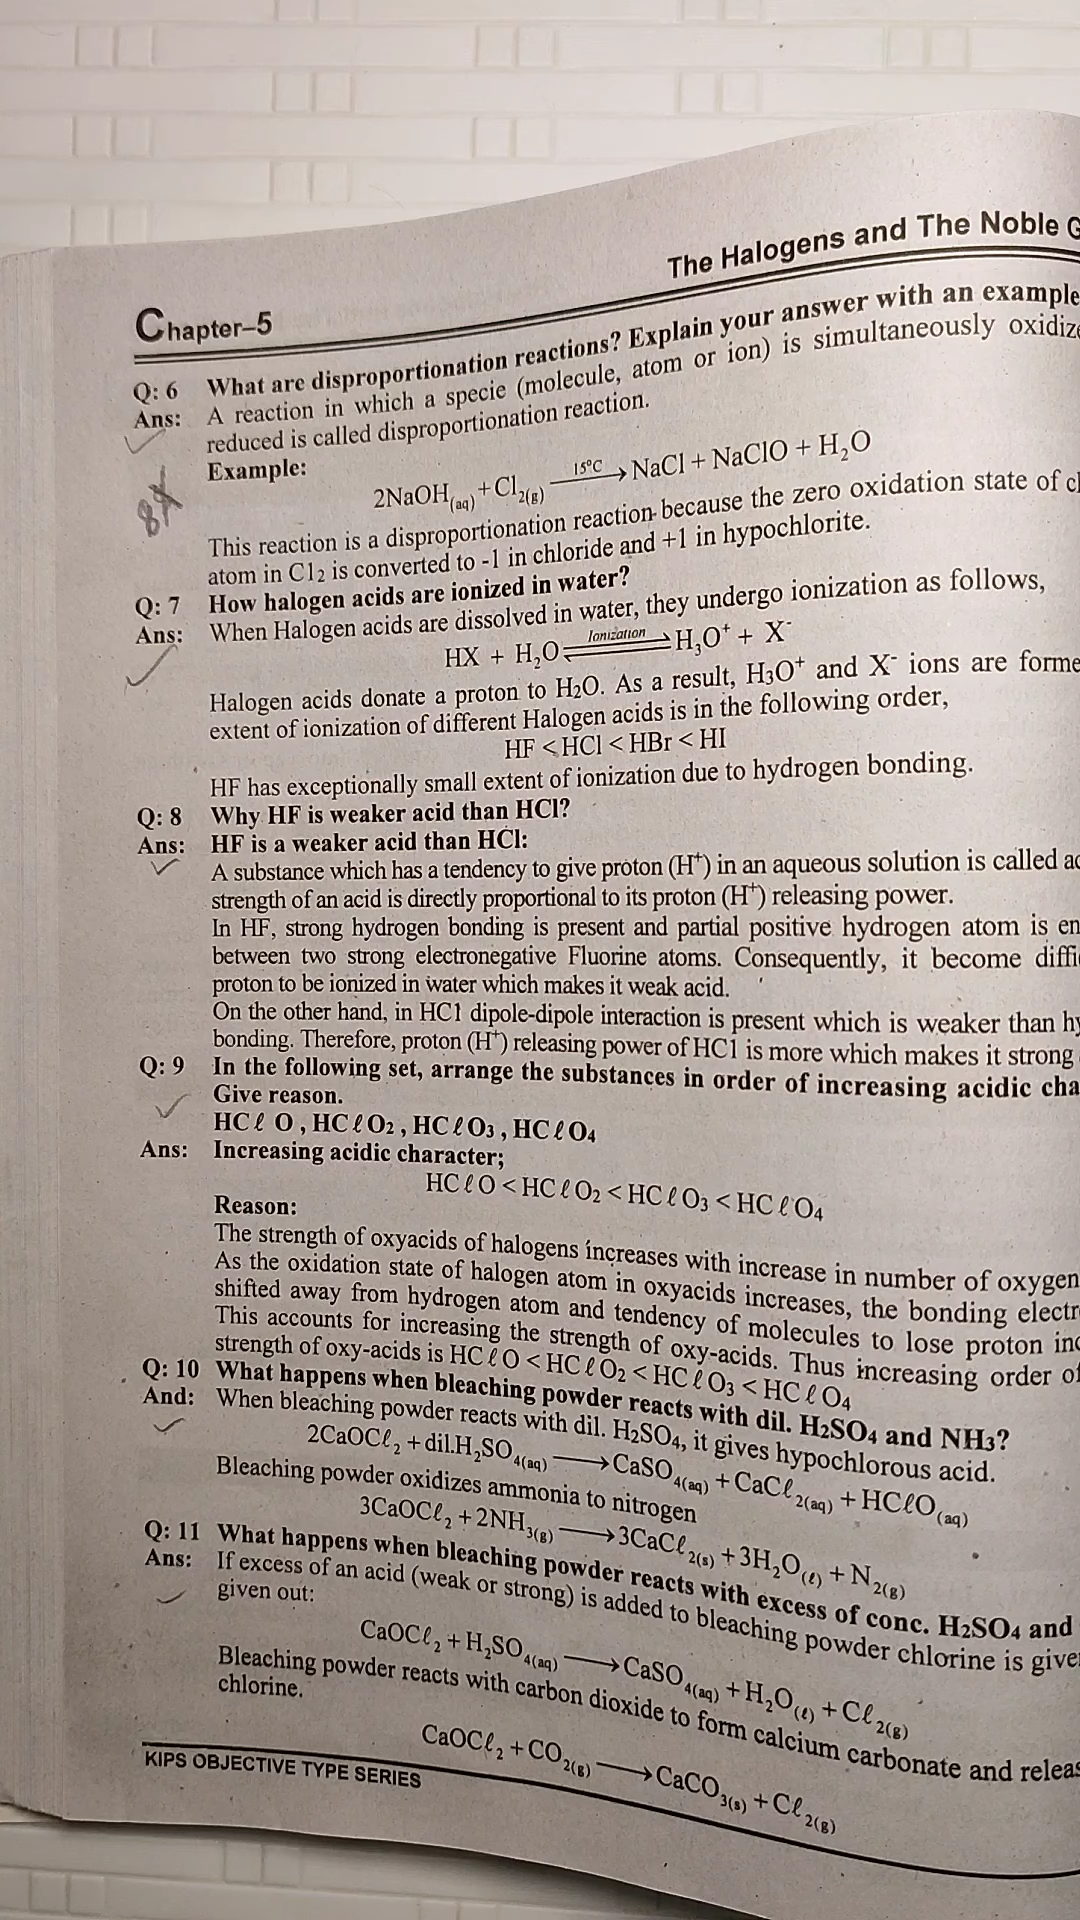 The Halogens and The Noble G
Chapter–5
Q: 6 What are disproportionation reactions? Explain your answer with an example
Ans: A reaction in which a specie (molecule, atom or ion) is simultaneously oxidize
reduced is called disproportionation reaction.
Example:
2NaOH(aq) + Cl2(g) 15°C → NaCl + NaClO + H₂O
This reaction is a disproportionation reaction because the zero oxidation state of cl
atom in Cl2 is converted to -1 in chloride and +1 in hypochlorite.
Q: 7 How halogen acids are ionized in water?
Ans: When Halogen acids are dissolved in water, they undergo ionization as follows,
HX + H₂O ⇌ Ionization H₃O⁺ + X⁻
Halogen acids donate a proton to H2O. As a result, H3O⁺ and X⁻ ions are forme
extent of ionization of different Halogen acids is in the following order,
HF < HCl < HBr < HI
HF has exceptionally small extent of ionization due to hydrogen bonding.
Q: 8 Why HF is weaker acid than HCl?
Ans: HF is a weaker acid than HCl:
A substance which has a tendency to give proton (H⁺) in an aqueous solution is called ac
strength of an acid is directly proportional to its proton (H⁺) releasing power.
In HF, strong hydrogen bonding is present and partial positive hydrogen atom is en
between two strong electronegative Fluorine atoms. Consequently, it become diffi
proton to be ionized in water which makes it weak acid.
On the other hand, in HC1 dipole-dipole interaction is present which is weaker than hy
bonding. Therefore, proton (H⁺) releasing power of HC1 is more which makes it strong
Q: 9 In the following set, arrange the substances in order of increasing acidic cha
Give reason.
HCℓ O , HCℓO2 , HCℓO3 , HCℓO4
Ans: Increasing acidic character;
HCℓO < HCℓO2 < HCℓO3 < HCℓO4
Reason:
The strength of oxyacids of halogens increases with increase in number of oxygen
As the oxidation state of halogen atom in oxyacids increases, the bonding electr
shifted away from hydrogen atom and tendency of molecules to lose proton inc
This accounts for increasing the strength of oxy-acids. Thus increasing order of
strength of oxy-acids is HCℓO < HCℓO2 < HCℓO3 < HCℓO4
Q: 10 What happens when bleaching powder reacts with dil. H2SO4 and NH3?
And: When bleaching powder reacts with dil. H2SO4, it gives hypochlorous acid.
2CaOCℓ₂ + dil.H₂SO4(aq) → CaSO4(aq) + CaCℓ2(aq) + HCℓO(aq)
Bleaching powder oxidizes ammonia to nitrogen
3CaOCℓ₂ + 2NH3(g) → 3CaCℓ2(s) + 3H₂O(ℓ) + N2(g)
Q: 11 What happens when bleaching powder reacts with excess of conc. H2SO4 and
Ans: If excess of an acid (weak or strong) is added to bleaching powder chlorine is give
given out:
CaOCℓ₂ + H₂SO4(aq) → CaSO4(aq) + H₂O(ℓ) + Cℓ2(g)
Bleaching powder reacts with carbon dioxide to form calcium carbonate and releas
chlorine.
CaOCℓ₂ + CO2(g) → CaCO3(s) + Cℓ2(g)
KIPS OBJECTIVE TYPE SERIES